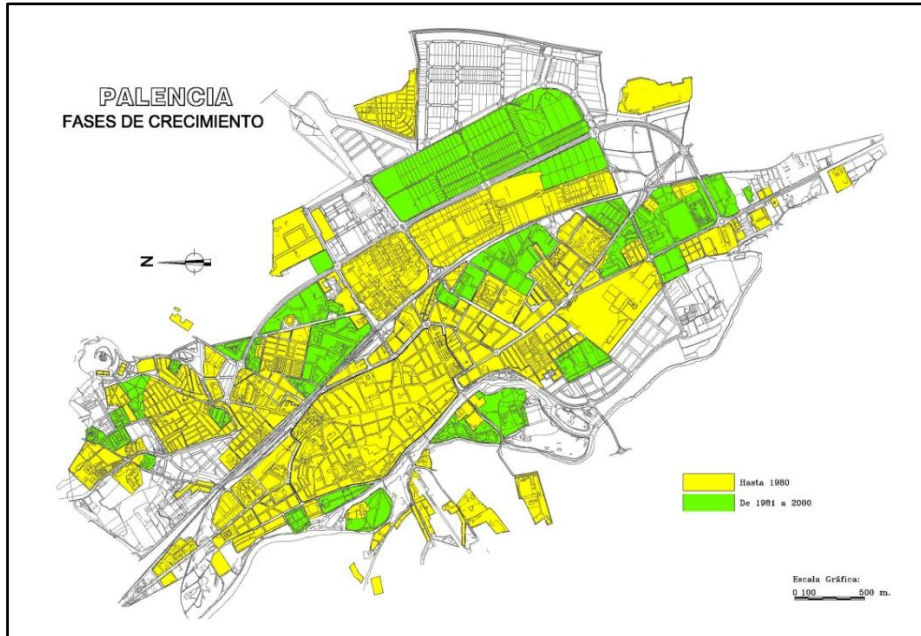 PALENCIA
FASES DE CRECIMIENTO
N
Hasta 1980
De 1981 a 2000
Escala Gráfica:
0 100 500 m.